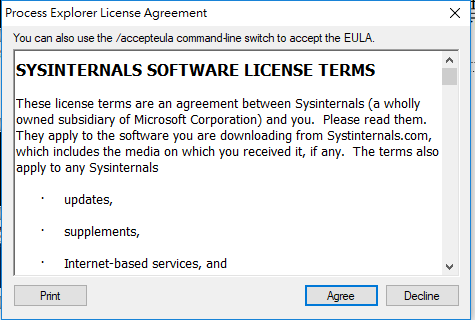 Process Explorer License Agreement
You can also use the /accepteula command-line switch to accept the EULA.
SYSINTERNALS SOFTWARE LICENSE TERMS
These license terms are an agreement between Sysinternals (a wholly
owned subsidiary of Microsoft Corporation) and you.  Please read them.
They apply to the software you are downloading from Systinternals.com,
which includes the media on which you received it, if any.  The terms also
apply to any Sysinternals
· updates,
· supplements,
· Internet-based services, and
Print Agree Decline